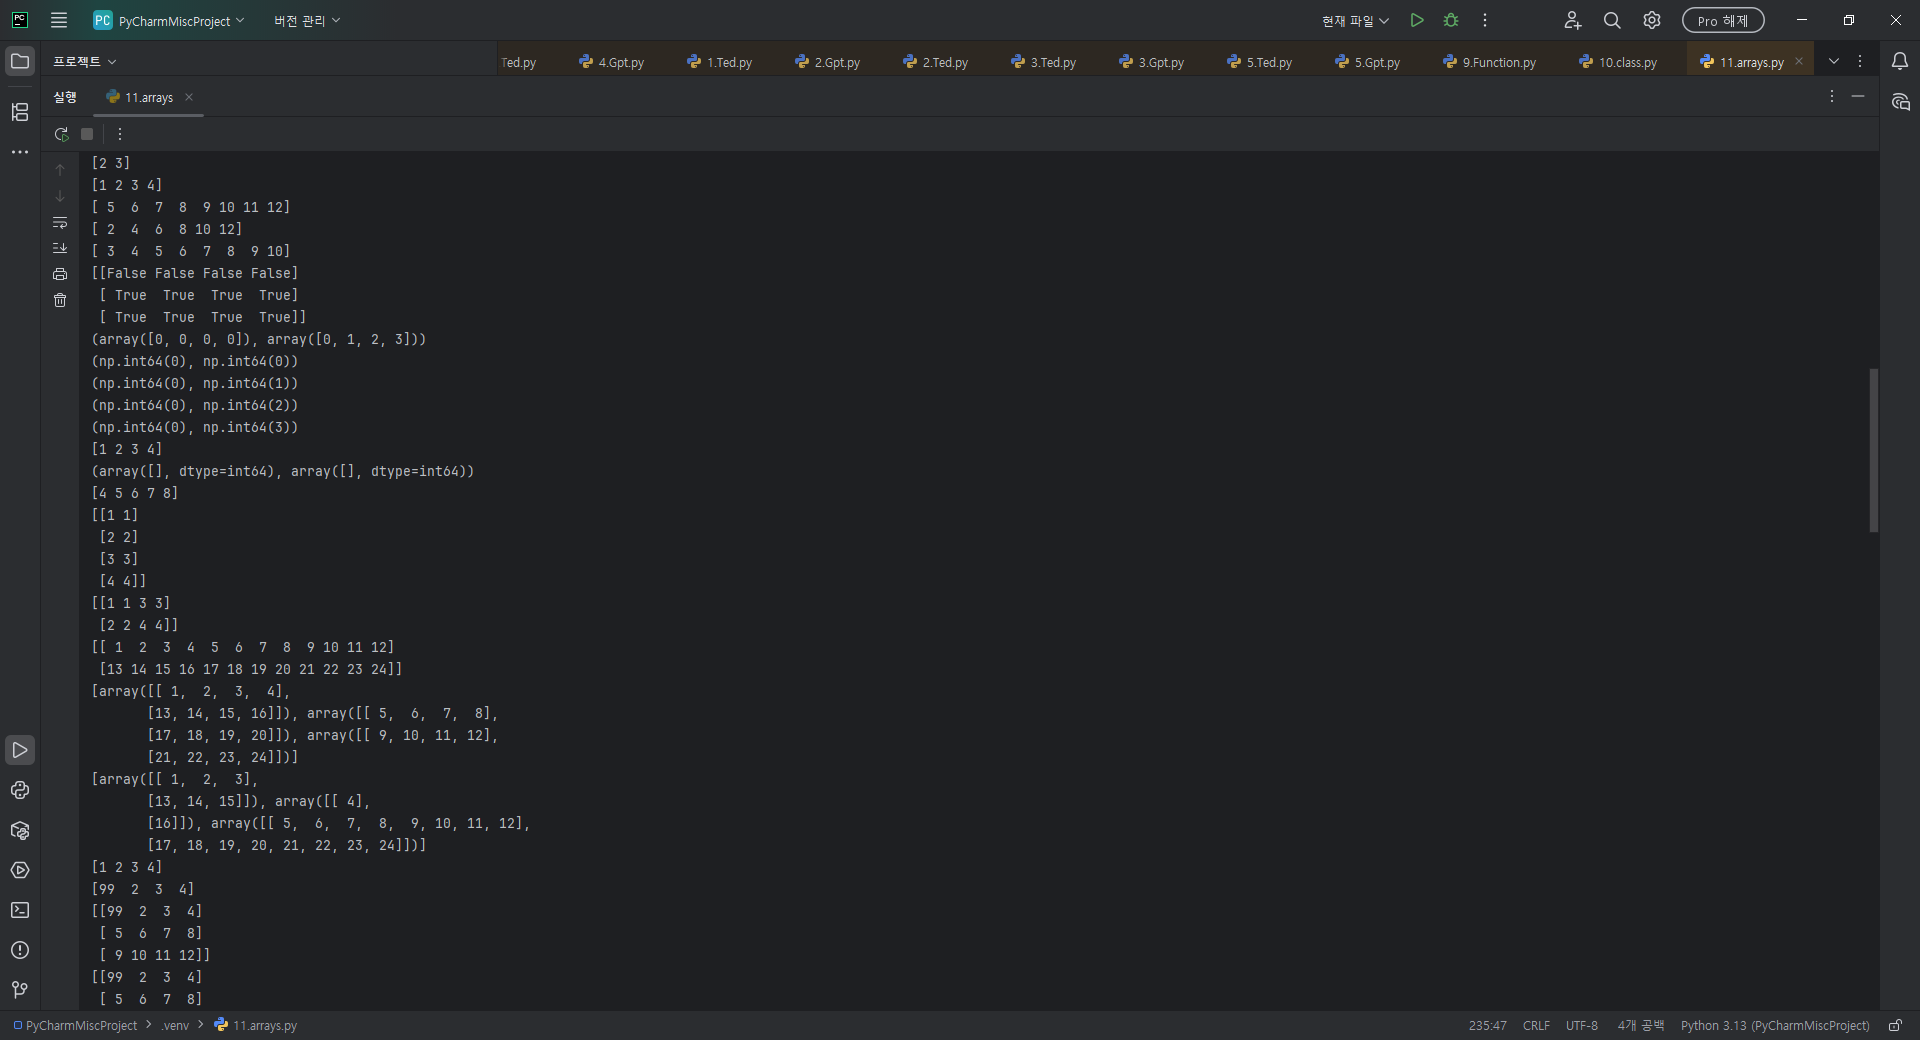 PC PC PyCharmMiscProject 버전 관리 현재 파일 Pro 해제
프로젝트 Ted.py 4.Gpt.py 1.Ted.py 2.Gpt.py 2.Ted.py 3.Ted.py 3.Gpt.py 5.Ted.py 5.Gpt.py 9.Function.py 10.class.py 11.arrays.py
실행 11.arrays
[2 3]
[1 2 3 4]
[ 5  6  7  8  9 10 11 12]
[ 2  4  6  8 10 12]
[ 3  4  5  6  7  8  9 10]
[[False False False False]
 [ True  True  True  True]
 [ True  True  True  True]]
(array([0, 0, 0, 0]), array([0, 1, 2, 3]))
(np.int64(0), np.int64(0))
(np.int64(0), np.int64(1))
(np.int64(0), np.int64(2))
(np.int64(0), np.int64(3))
[1 2 3 4]
(array([], dtype=int64), array([], dtype=int64))
[4 5 6 7 8]
[[1 1]
 [2 2]
 [3 3]
 [4 4]]
[[1 1 3 3]
 [2 2 4 4]]
[[ 1  2  3  4  5  6  7  8  9 10 11 12]
 [13 14 15 16 17 18 19 20 21 22 23 24]]
[array([[ 1,  2,  3,  4],
       [13, 14, 15, 16]]), array([[ 5,  6,  7,  8],
       [17, 18, 19, 20]]), array([[ 9, 10, 11, 12],
       [21, 22, 23, 24]])]
[array([[ 1,  2,  3],
       [13, 14, 15]]), array([[ 4],
       [16]]), array([[ 5,  6,  7,  8,  9, 10, 11, 12],
       [17, 18, 19, 20, 21, 22, 23, 24]])]
[1 2 3 4]
[99  2  3  4]
[[99  2  3  4]
 [ 5  6  7  8]
 [ 9 10 11 12]]
[[99  2  3  4]
 [ 5  6  7  8]
PyCharmMiscProject > .venv > 11.arrays.py 235:47 CRLF UTF-8 4개 공백 Python 3.13 (PyCharmMiscProject)